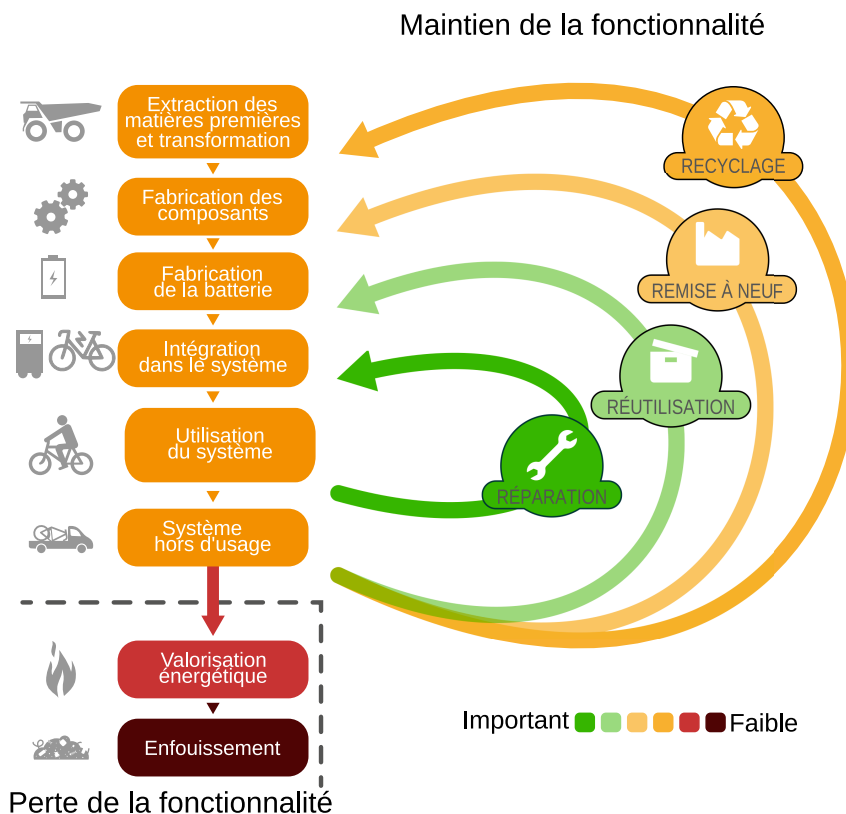 Maintien de la fonctionnalité
Extraction des
matières premières
et transformation
RECYCLAGE
Fabrication des
composants
REMISE À NEUF
Fabrication
de la batterie
Intégration
dans le système
RÉUTILISATION
Utilisation
du système
RÉPARATION
Système
hors d'usage
Valorisation
énergétique
Important
Faible
Enfouissement
Perte de la fonctionnalité